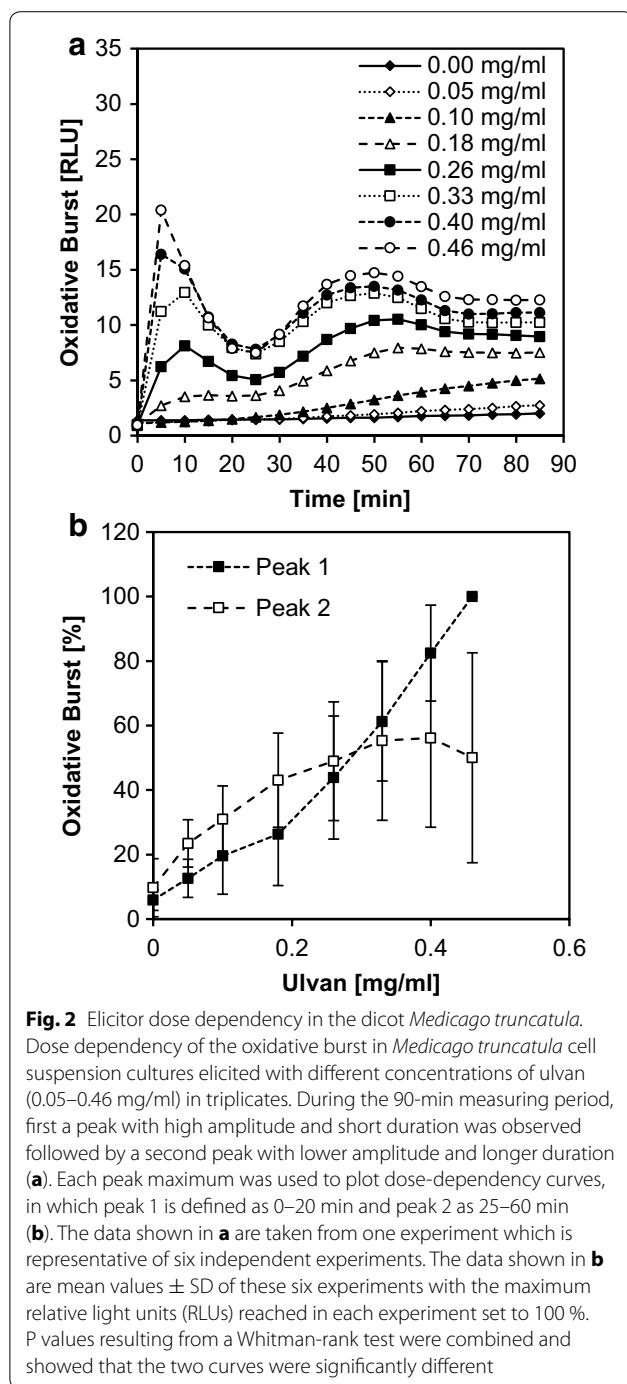 a
35
30
25
20
15
10
5
0
Oxidative Burst [RLU]
0.00 mg/ml
0.05 mg/ml
0.10 mg/ml
0.18 mg/ml
0.26 mg/ml
0.33 mg/ml
0.40 mg/ml
0.46 mg/ml
0 10 20 30 40 50 60 70 80 90
Time [min]
b
120
100
80
60
40
20
0
Oxidative Burst [%]
Peak 1
Peak 2
0 0.2 0.4 0.6
Ulvan [mg/ml]
Fig. 2 Elicitor dose dependency in the dicot Medicago truncatula.
Dose dependency of the oxidative burst in Medicago truncatula cell
suspension cultures elicited with different concentrations of ulvan
(0.05–0.46 mg/ml) in triplicates. During the 90-min measuring period,
first a peak with high amplitude and short duration was observed
followed by a second peak with lower amplitude and longer duration
(a). Each peak maximum was used to plot dose-dependency curves,
in which peak 1 is defined as 0–20 min and peak 2 as 25–60 min
(b). The data shown in a are taken from one experiment which is
representative of six independent experiments. The data shown in b
are mean values ± SD of these six experiments with the maximum
relative light units (RLUs) reached in each experiment set to 100 %.
P values resulting from a Whitman-rank test were combined and
showed that the two curves were significantly different